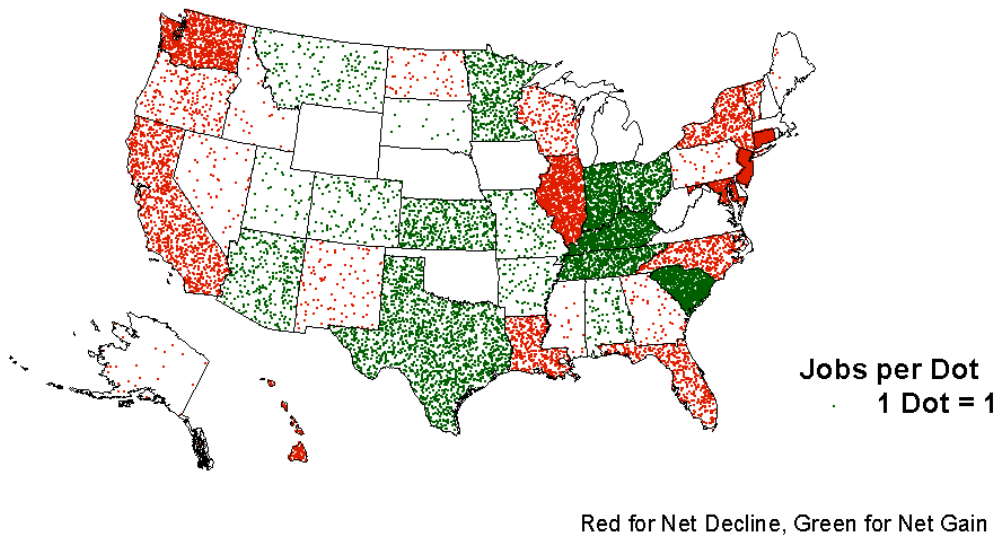 Jobs per Dot
1 Dot = 1
Red for Net Decline, Green for Net Gain